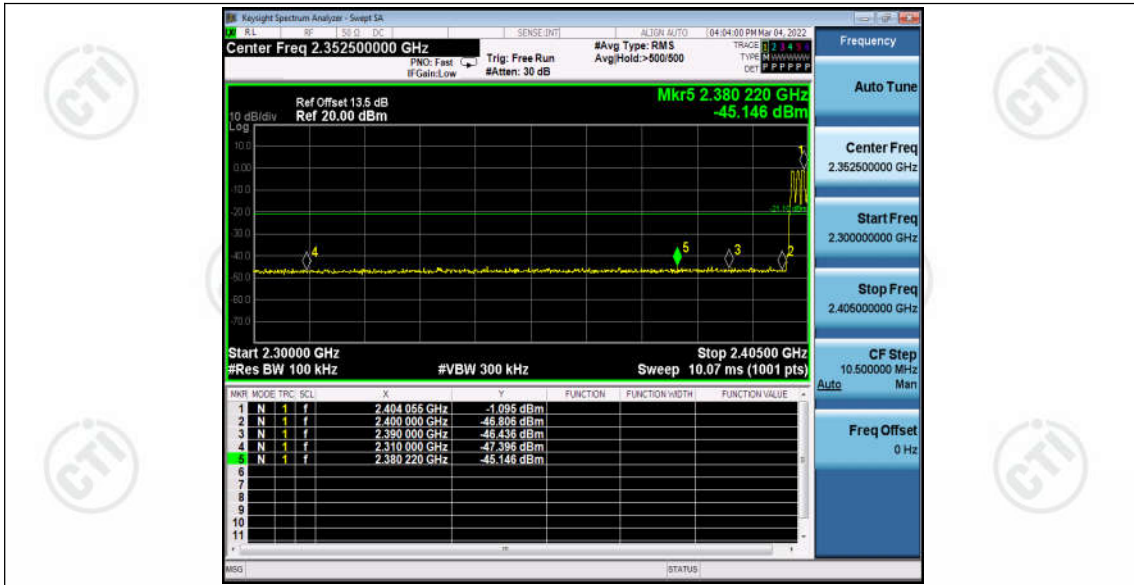 Keysight Spectrum Analyzer - Swept SA
RL RF 50 Ω DC SENSE:INT ALIGN AUTO 04:04:00 PM Mar 04, 2022
Center Freq 2.352500000 GHz
PNO: Fast
IFGain:Low
Trig: Free Run
#Atten: 30 dB
#Avg Type: RMS
Avg|Hold:>500/500
TRACE 1 2 3 4 5 6
TYPE M WWWWW
DET P P P P P P
Frequency
Auto Tune
Center Freq
2.352500000 GHz
Start Freq
2.300000000 GHz
Stop Freq
2.405000000 GHz
CF Step
10.500000 MHz
Auto Man
Freq Offset
0 Hz
Mkr5 2.380 220 GHz
-45.146 dBm
Ref Offset 13.5 dB
10 dB/div Ref 20.00 dBm
Log
10.0
0.00
-10.0
-20.0
-30.0
-40.0
-50.0
-60.0
-70.0
1
4
5
3
2
Start 2.30000 GHz Stop 2.40500 GHz
#Res BW 100 kHz #VBW 300 kHz Sweep 10.07 ms (1001 pts)
MKR MODE TRC SCL X Y FUNCTION FUNCTION WIDTH FUNCTION VALUE
1 N 1 f 2.404 055 GHz -1.095 dBm
2 N 1 f 2.400 000 GHz -46.806 dBm
3 N 1 f 2.390 000 GHz -46.436 dBm
4 N 1 f 2.310 000 GHz -47.396 dBm
5 N 1 f 2.380 220 GHz -45.146 dBm
6
7
8
9
10
11
MSG STATUS
CTI
CTI
CTI
CTI